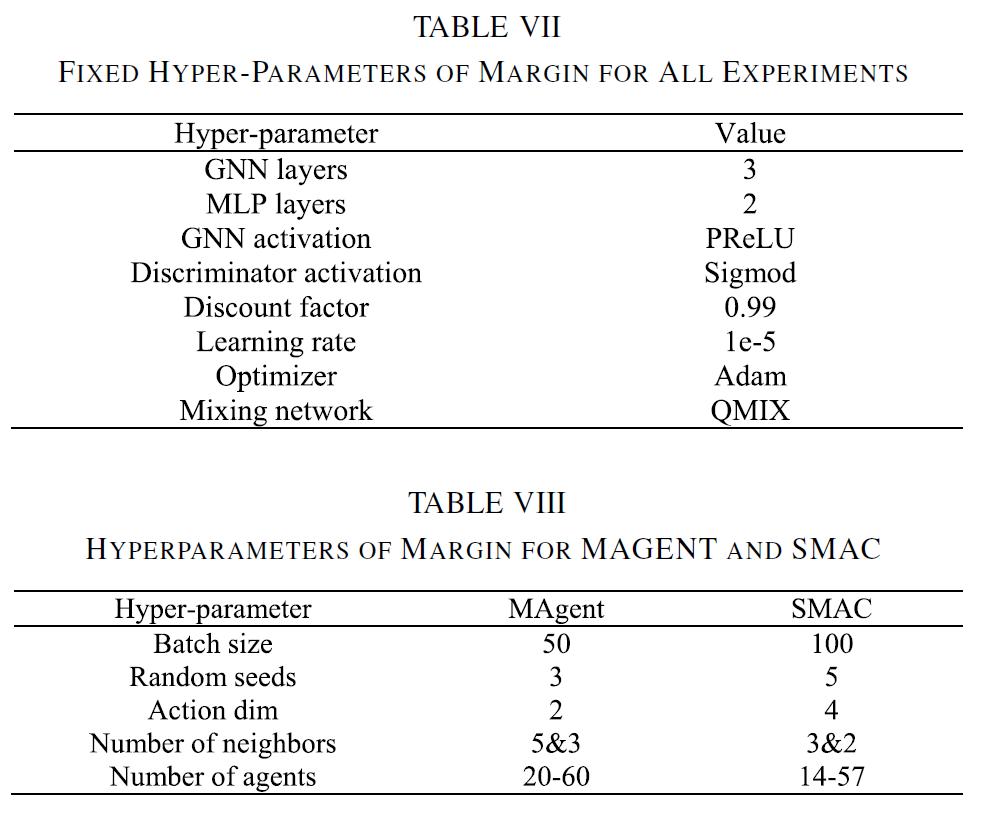 TABLE VII
FIXED HYPER-PARAMETERS OF MARGIN FOR ALL EXPERIMENTS
Hyper-parameter Value
GNN layers 3
MLP layers 2
GNN activation PReLU
Discriminator activation Sigmod
Discount factor 0.99
Learning rate 1e-5
Optimizer Adam
Mixing network QMIX
TABLE VIII
HYPERPARAMETERS OF MARGIN FOR MAGENT AND SMAC
Hyper-parameter MAgent SMAC
Batch size 50 100
Random seeds 3 5
Action dim 2 4
Number of neighbors 5&3 3&2
Number of agents 20-60 14-57